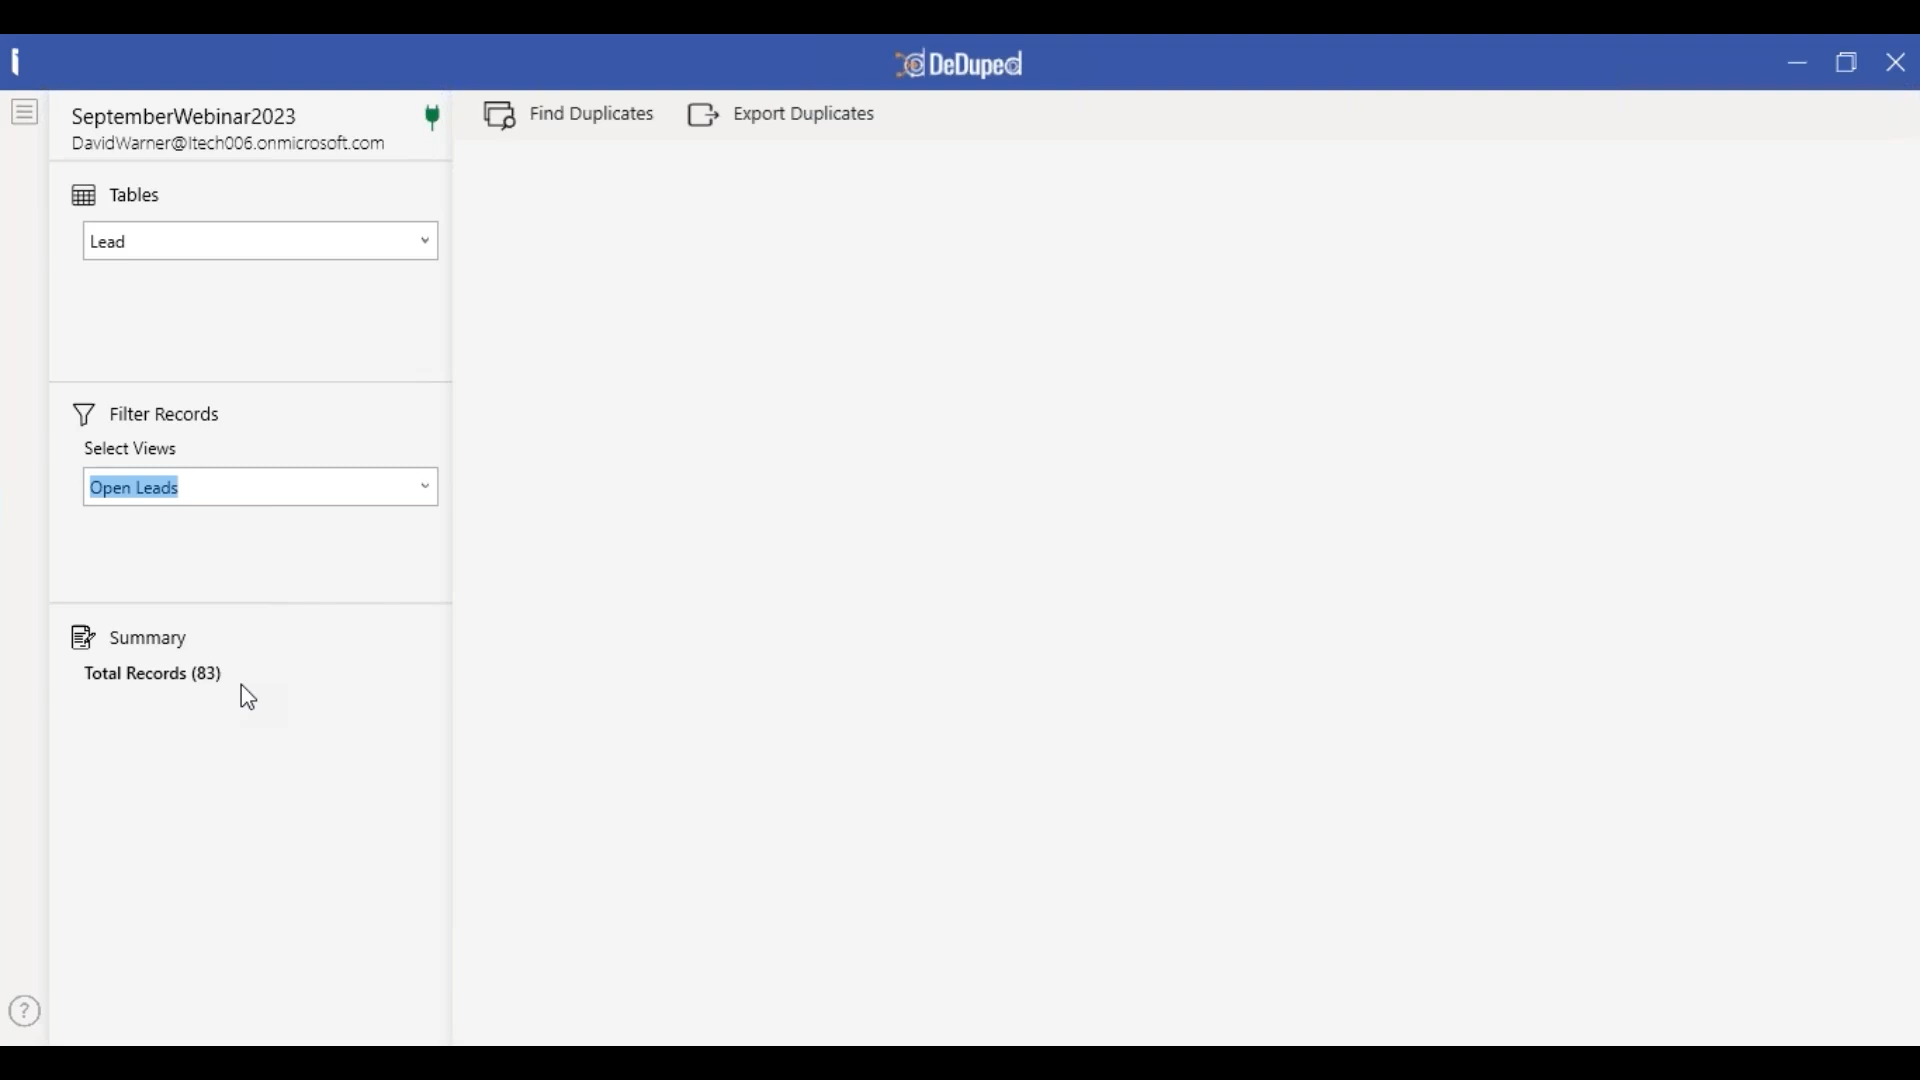 DeDuped
SeptemberWebinar2023
DavidWarner@ltech006.onmicrosoft.com
Find Duplicates
Export Duplicates
Tables
Lead
Filter Records
Select Views
Open Leads
Summary
Total Records (83)
?